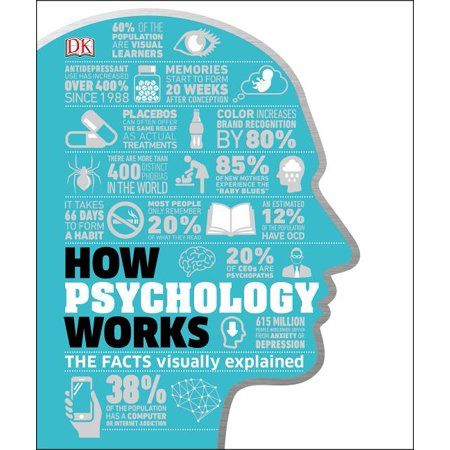 DK
60% OF THE
POPULATION
ARE VISUAL
LEARNERS
ANTIDEPRESSANT
USE HAS INCREASED
OVER 400%
SINCE 1988
MEMORIES
START TO FORM
20 WEEKS
AFTER CONCEPTION
PLACEBOS
CAN OFTEN OFFER
THE SAME RELIEF
AS ACTUAL
TREATMENTS
COLOR INCREASES
BRAND RECOGNITION
BY 80%
THERE ARE MORE THAN
400 DISTINCT
PHOBIAS
IN THE WORLD
85%
OF NEW MOTHERS
EXPERIENCE THE
"BABY BLUES"
IT TAKES
66 DAYS
TO FORM
A HABIT
MOST PEOPLE
ONLY REMEMBER
20%
OF WHAT THEY READ
AN ESTIMATED
12%
OF THE POPULATION
HAVE OCD
20%
OF CEOs ARE
PSYCHOPATHS
HOW
PSYCHOLOGY
WORKS
615 MILLION
PEOPLE WORLDWIDE SUFFER
FROM ANXIETY OR
DEPRESSION
THE FACTS visually explained
38%
OF THE POPULATION
HAS A COMPUTER
OR INTERNET ADDICTION